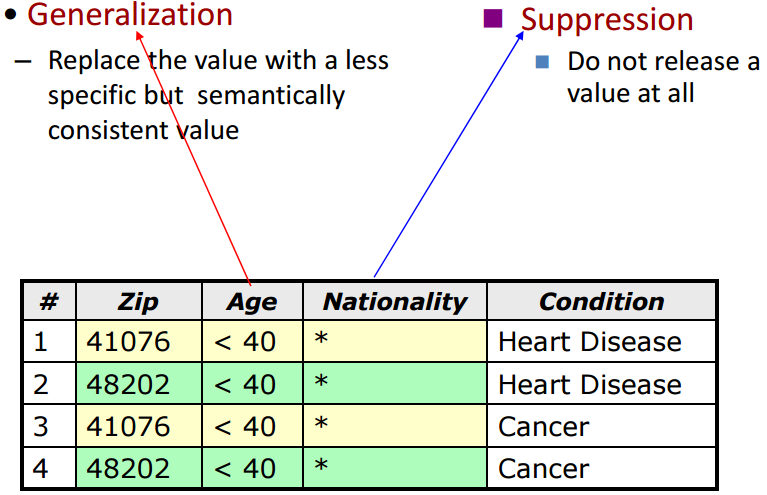 • Generalization
– Replace the value with a less
specific but semantically
consistent value
■ Suppression
■ Do not release a
value at all
# Zip Age Nationality Condition
1 41076 < 40 * Heart Disease
2 48202 < 40 * Heart Disease
3 41076 < 40 * Cancer
4 48202 < 40 * Cancer